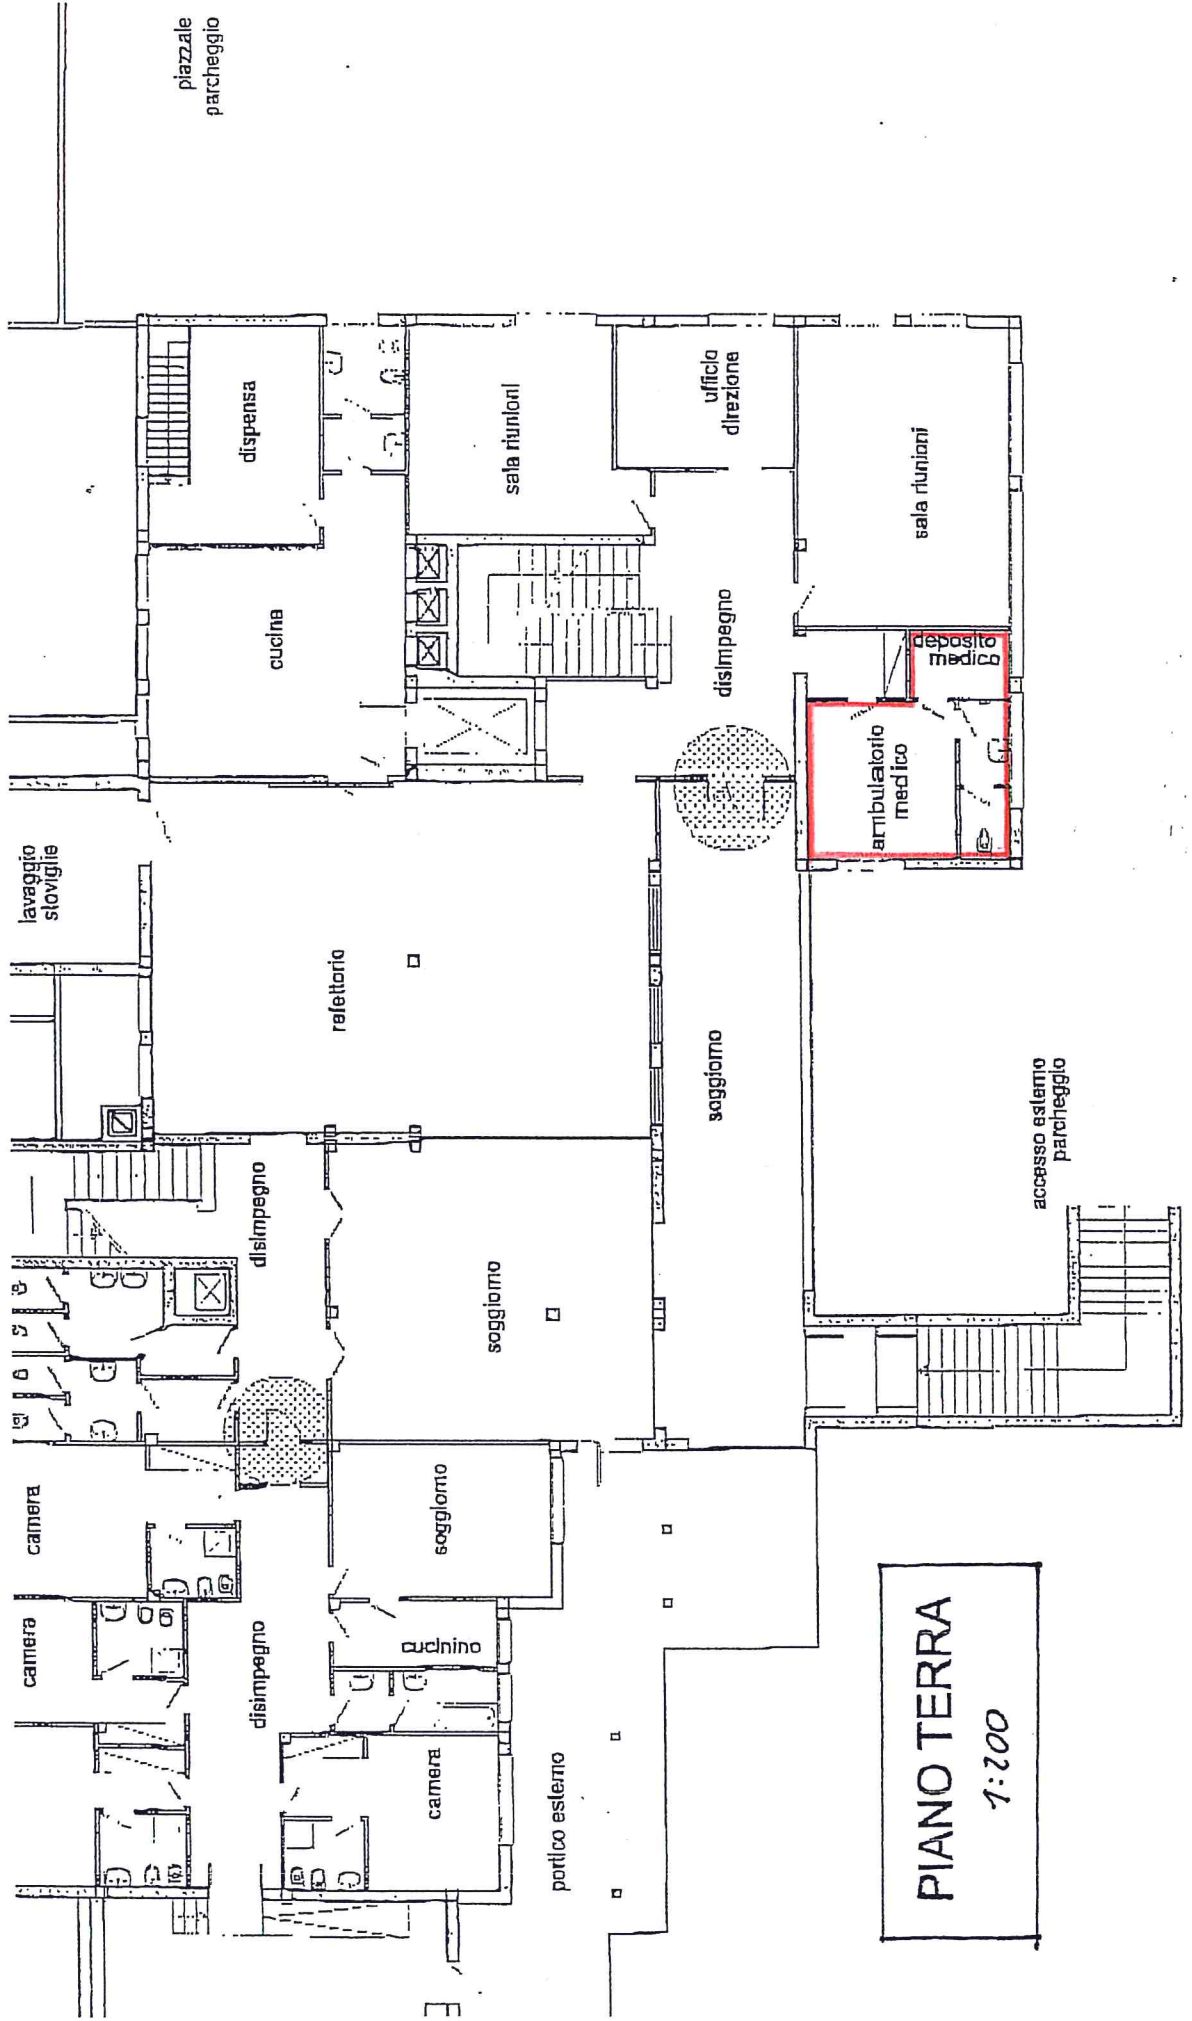 piazzale
parcheggio
dispensa
sala riunioni
ufficio
direzione
sala riunioni
cucina
disimpegno
deposito
medico
ambulatorio
medico
lavaggio
stoviglie
refettorio
soggiorno
accesso esterno
parcheggio
disimpegno
soggiorno
camera
soggiorno
camera
disimpegno
cucinino
camera
portico esterno
PIANO TERRA
1:200